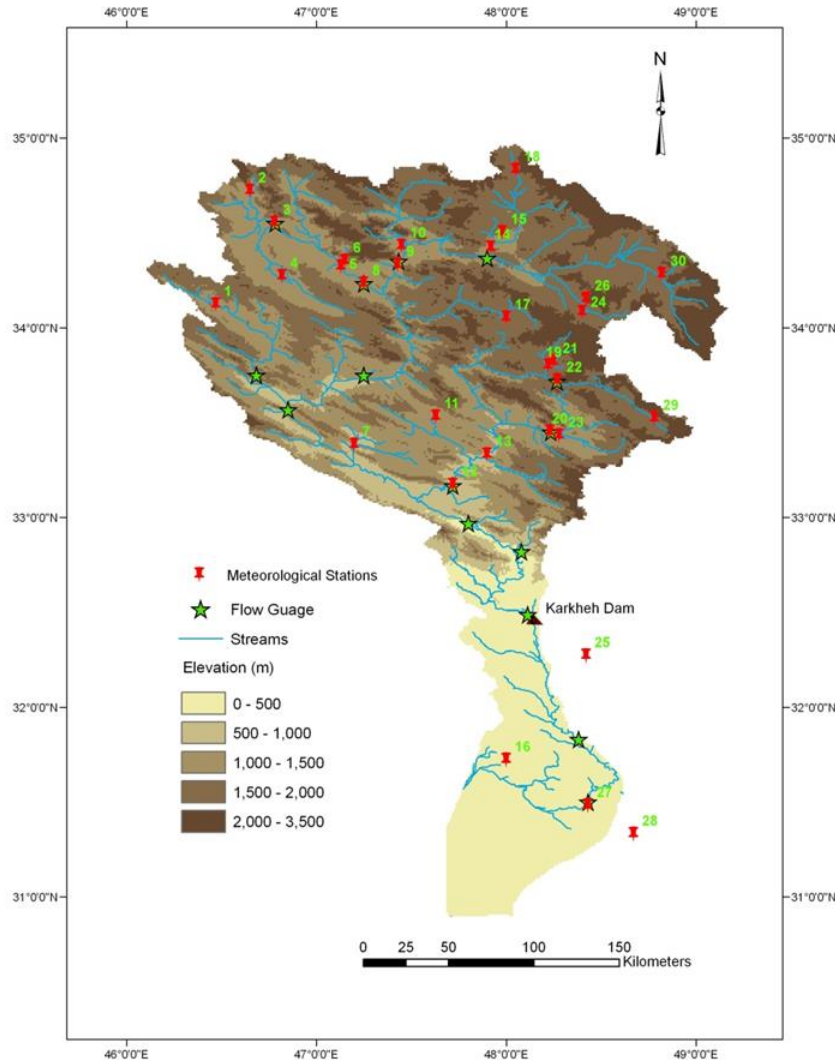 46°0'0"E 47°0'0"E 48°0'0"E 49°0'0"E
N
35°0'0"N 35°0'0"N
18
2
3
15
10
14
6
5
9
8
4
30
26
24
1
34°0'0"N 34°0'0"N
17
21
19
22
29
11
20
23
7
13
33°0'0"N 33°0'0"N
Meteorological Stations
Flow Guage
Karkheh Dam
Streams
25
Elevation (m)
32°0'0"N 32°0'0"N
0 - 500
500 - 1,000
16
1,000 - 1,500
1,500 - 2,000
27
2,000 - 3,500
28
31°0'0"N 31°0'0"N
0 25 50 100 150
Kilometers
46°0'0"E 47°0'0"E 48°0'0"E 49°0'0"E